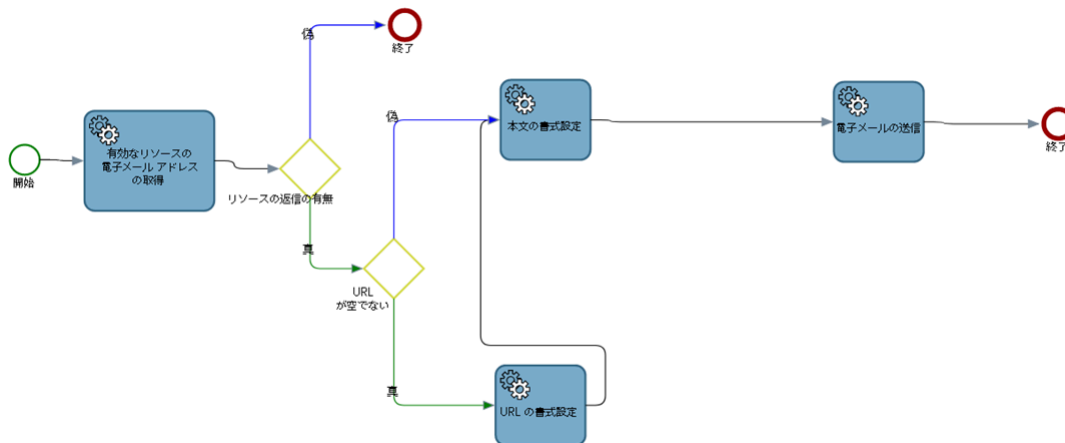 偽
終了
偽
本文の書式設定
電子メールの送信
終了
有効なリソースの
電子メール アドレス
の取得
開始
リソースの返信の有無
真
URL
が空でない
真
URL の書式設定